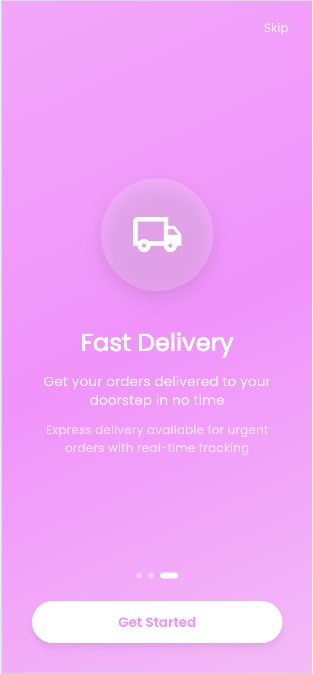 Skip
Fast Delivery
Get your orders delivered to your
doorstep in no time
Express delivery available for urgent
orders with real-time tracking
Get Started